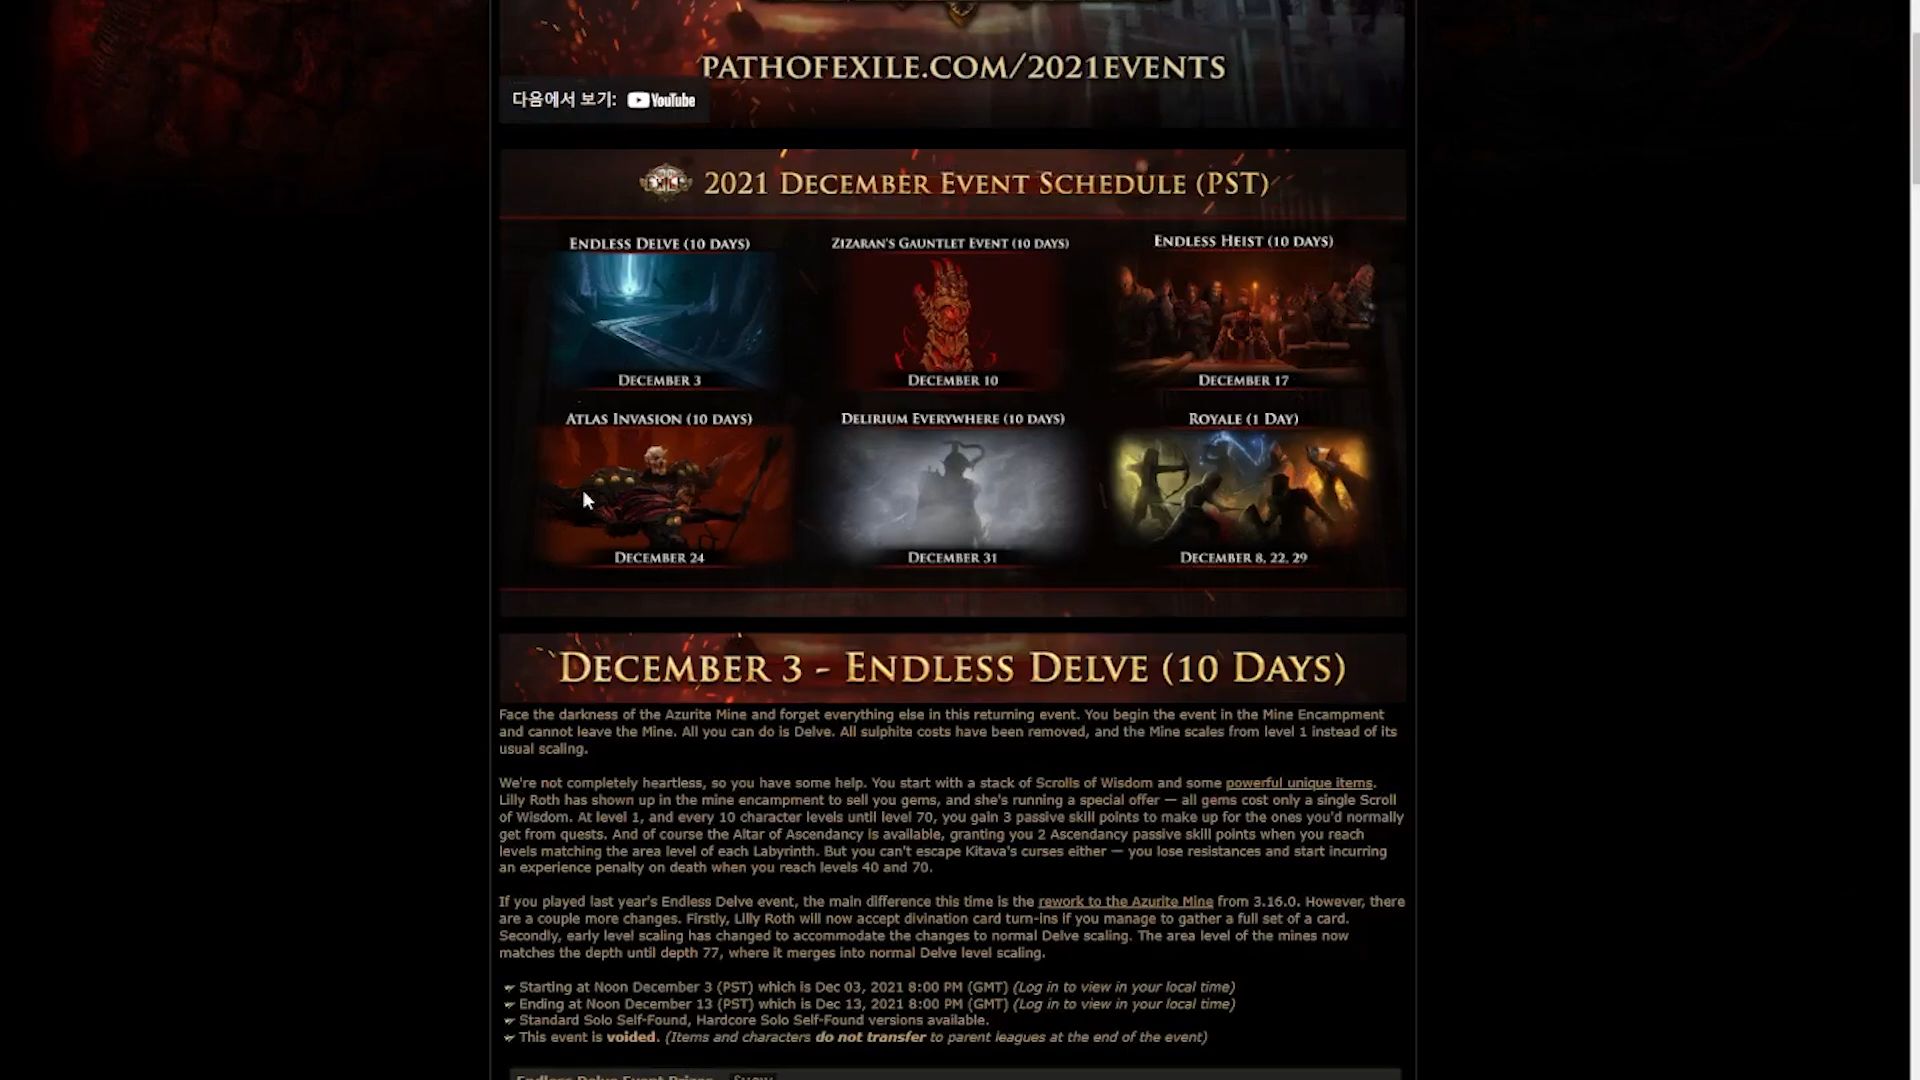 PATHOFEXILE.COM/2021EVENTS
다음에서 보기: YouTube
2021 DECEMBER EVENT SCHEDULE (PST)
ENDLESS DELVE (10 DAYS)
ZIZARAN'S GAUNTLET EVENT (10 DAYS)
ENDLESS HEIST (10 DAYS)
DECEMBER 3
DECEMBER 10
DECEMBER 17
ATLAS INVASION (10 DAYS)
DELIRIUM EVERYWHERE (10 DAYS)
ROYALE (1 DAY)
DECEMBER 24
DECEMBER 31
DECEMBER 8, 22, 29
DECEMBER 3 - ENDLESS DELVE (10 DAYS)
Face the darkness of the Azurite Mine and forget everything else in this returning event. You begin the event in the Mine Encampment
and cannot leave the Mine. All you can do is Delve. All sulphite costs have been removed, and the Mine scales from level 1 instead of its
usual scaling.
We're not completely heartless, so you have some help. You start with a stack of Scrolls of Wisdom and some powerful unique items.
Lilly Roth has shown up in the mine encampment to sell you gems, and she's running a special offer — all gems cost only a single Scroll
of Wisdom. At level 1, and every 10 character levels until level 70, you gain 3 passive skill points to make up for the ones you'd normally
get from quests. And of course the Altar of Ascendancy is available, granting you 2 Ascendancy passive skill points when you reach
levels matching the area level of each Labyrinth. But you can't escape Kitava's curses either — you lose resistances and start incurring
an experience penalty on death when you reach levels 40 and 70.
If you played last year's Endless Delve event, the main difference this time is the rework to the Azurite Mine from 3.16.0. However, there
are a couple more changes. Firstly, Lilly Roth will now accept divination card turn-ins if you manage to gather a full set of a card.
Secondly, early level scaling has changed to accommodate the changes to normal Delve scaling. The area level of the mines now
matches the depth until depth 77, where it merges into normal Delve level scaling.
Starting at Noon December 3 (PST) which is Dec 03, 2021 8:00 PM (GMT) (Log in to view in your local time)
Ending at Noon December 13 (PST) which is Dec 13, 2021 8:00 PM (GMT) (Log in to view in your local time)
Standard Solo Self-Found, Hardcore Solo Self-Found versions available.
This event is voided. (Items and characters do not transfer to parent leagues at the end of the event)
Endless Delve Event Prizes Show